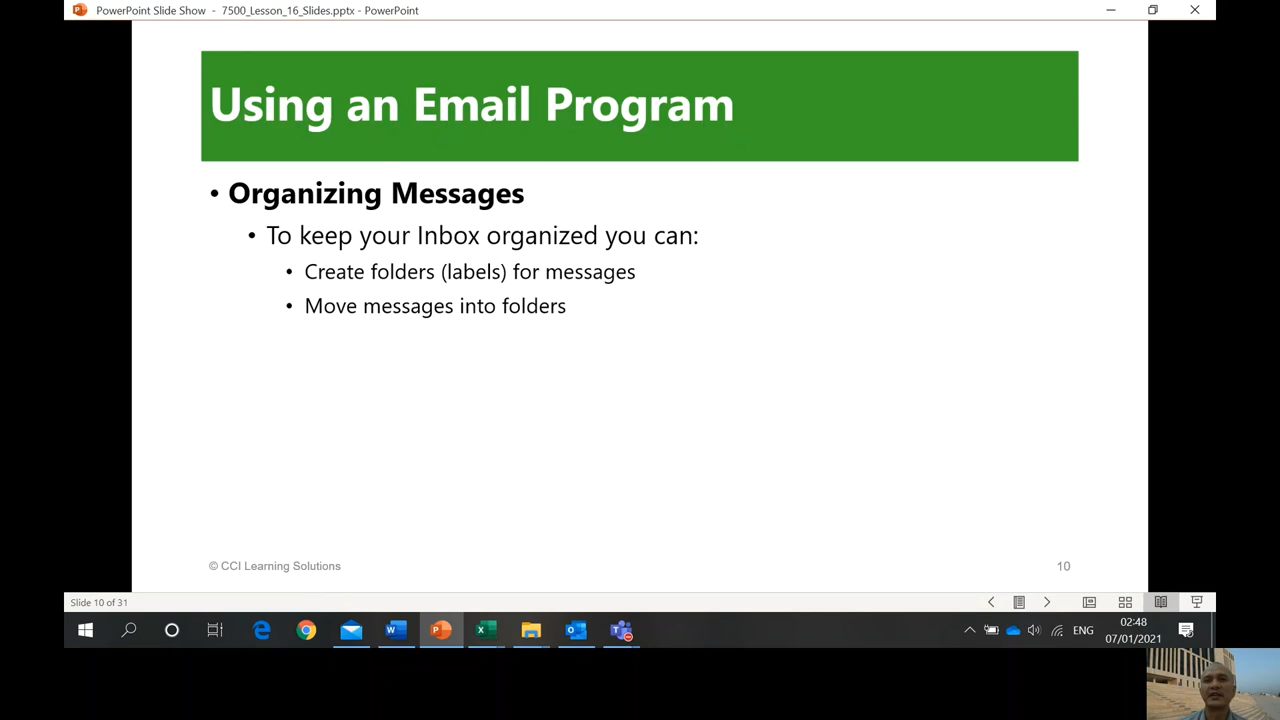 PowerPoint Slide Show - 7500_Lesson_16_Slides.pptx - PowerPoint
Using an Email Program
• Organizing Messages
• To keep your Inbox organized you can:
• Create folders (labels) for messages
• Move messages into folders
© CCI Learning Solutions
10
Slide 10 of 31
ENG
02:48
07/01/2021